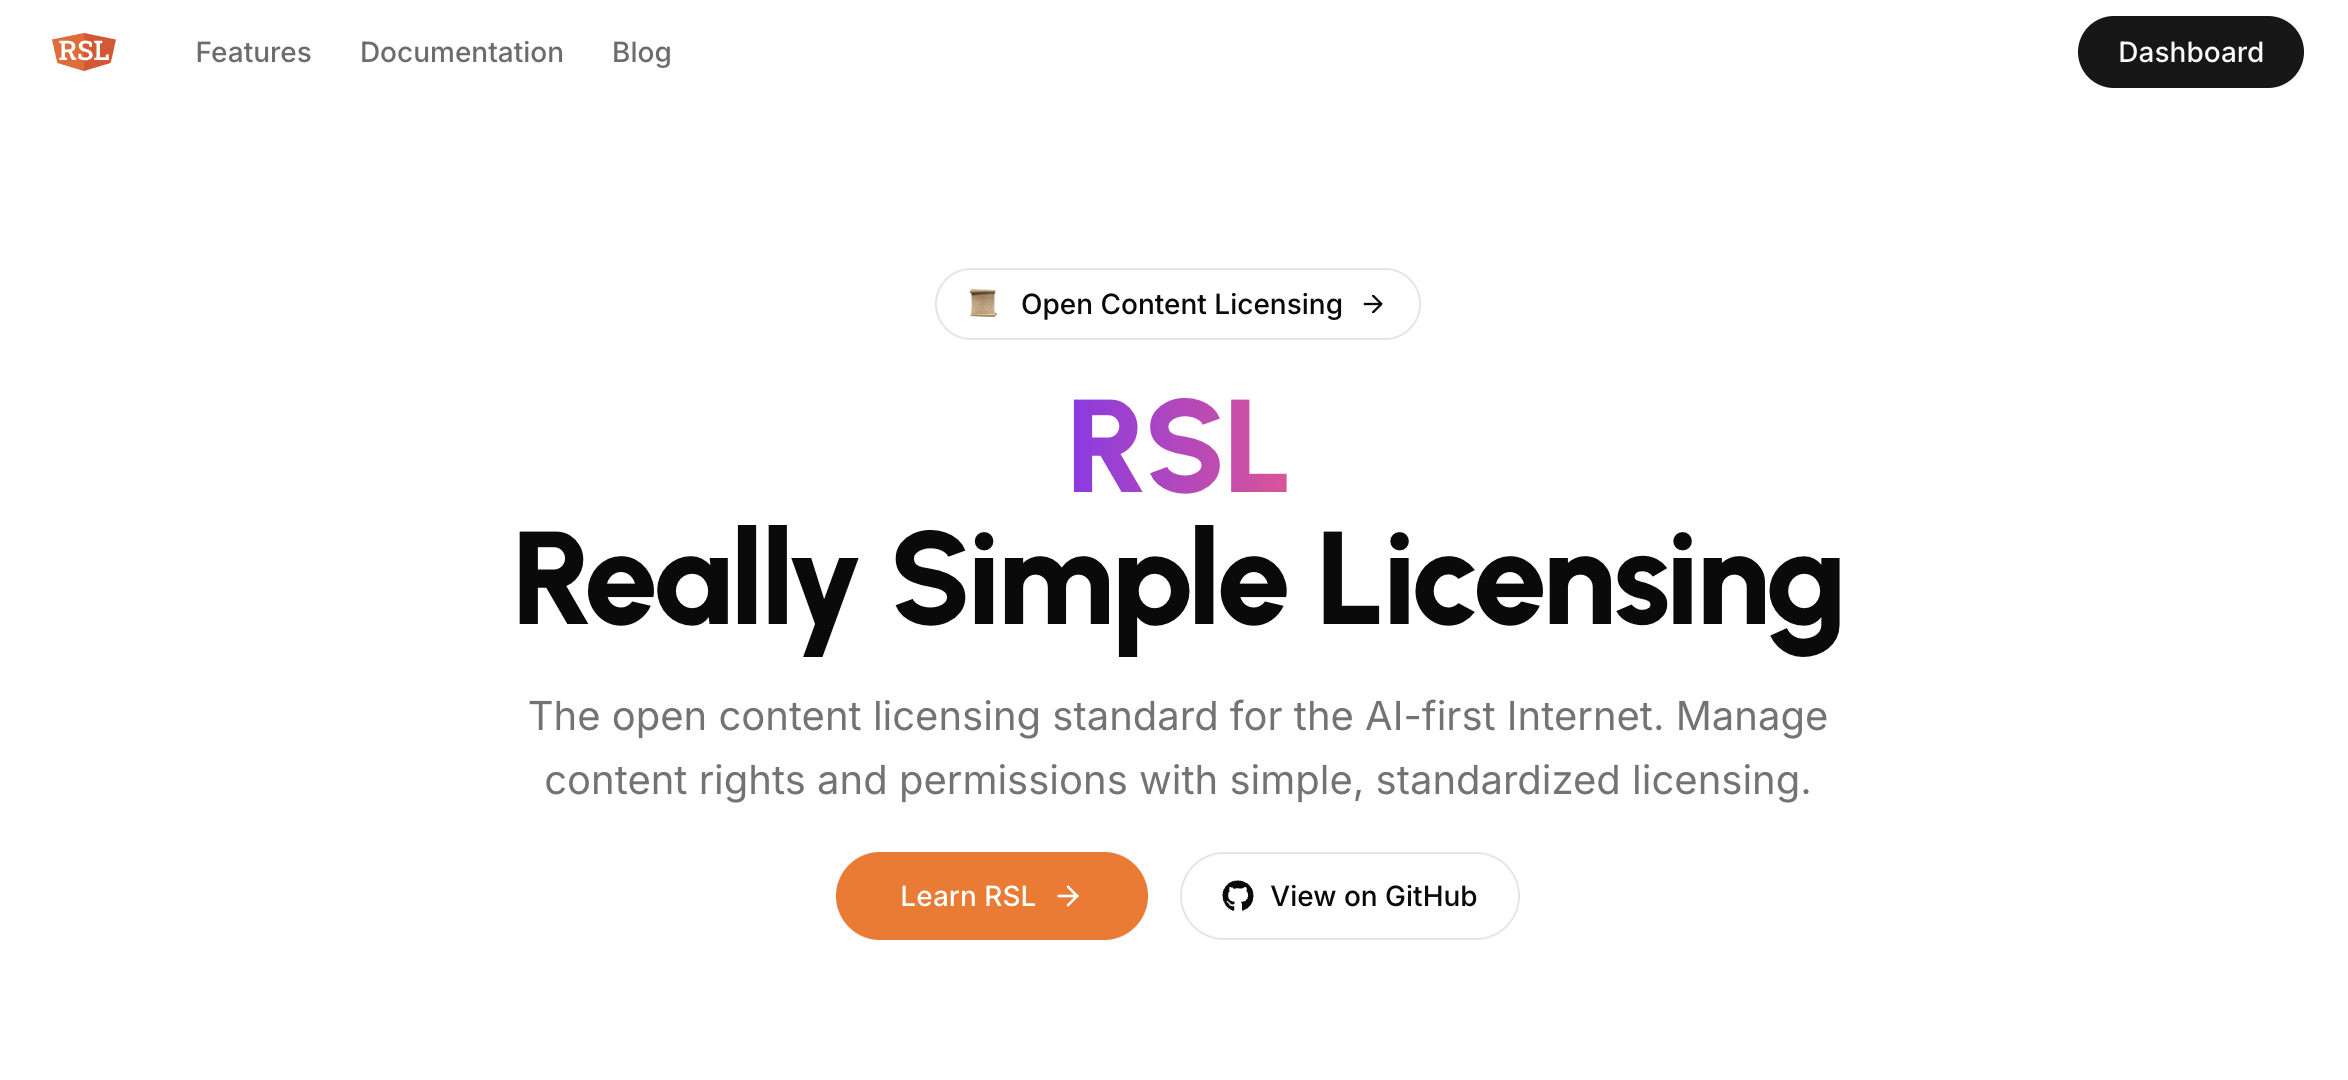 RSL
Features
Documentation
Blog
Dashboard
Open Content Licensing
RSL
Really Simple Licensing
The open content licensing standard for the AI-first Internet. Manage
content rights and permissions with simple, standardized licensing.
Learn RSL
View on GitHub